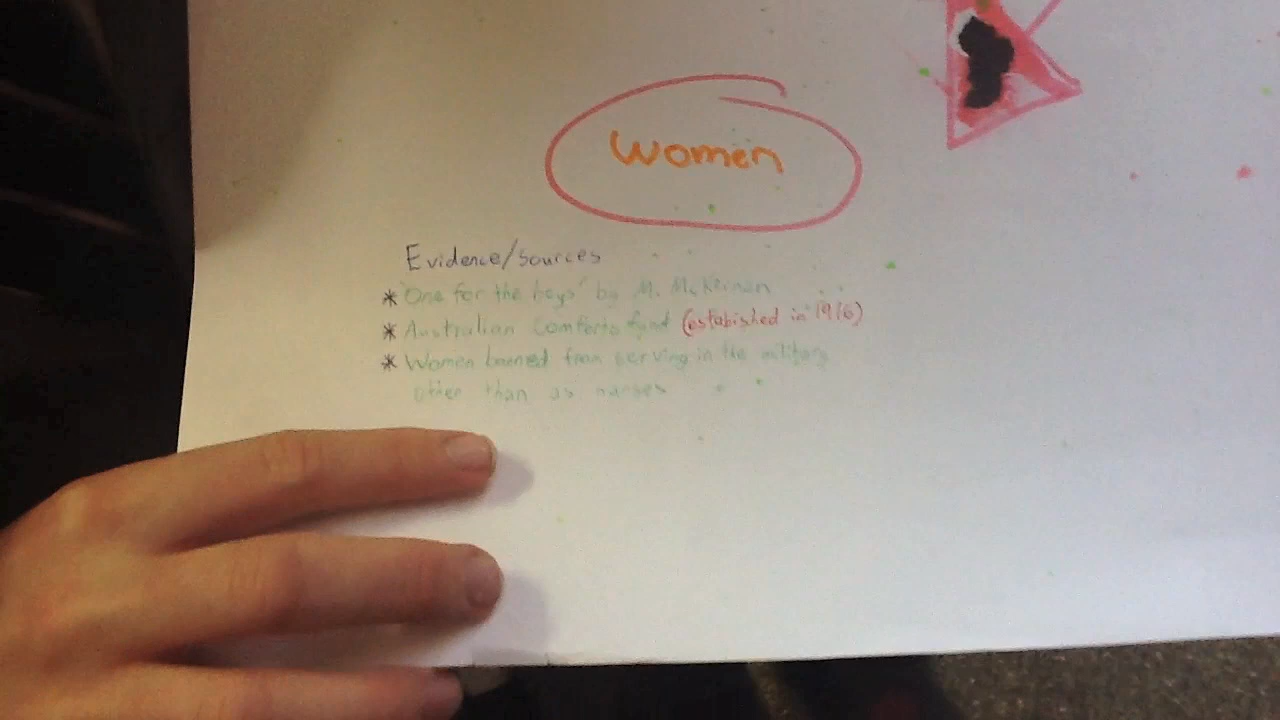 Women
Evidence/sources
* "One for the boys" by M. McKernan
* Australian Comforts fund (estabished in 1916)
* Women banned from serving in the military
other than as nurses